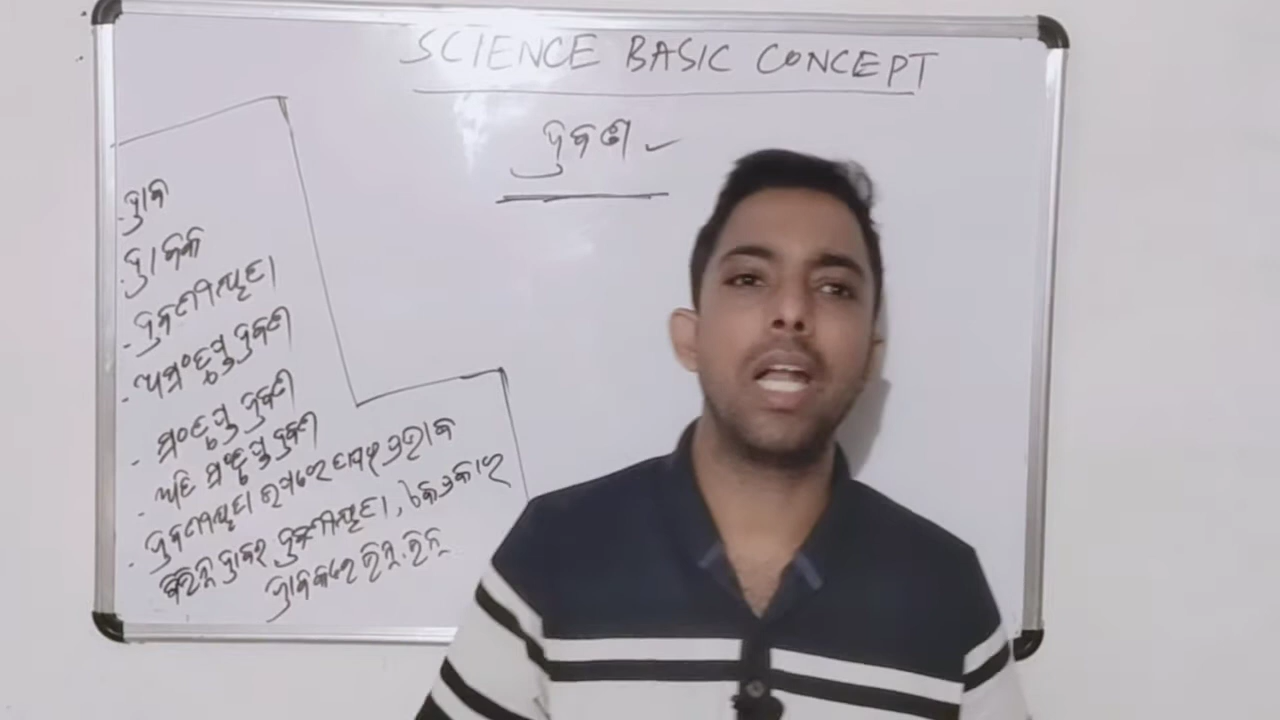 SCIENCE BASIC CONCEPT
ଦ୍ରବଣ
ଦ୍ରାବ
ଦ୍ରାବକ
ଦ୍ରବଣୀୟତା
ଅସଂତୃପ୍ତ ଦ୍ରବଣ
ସଂତୃପ୍ତ ଦ୍ରବଣ
ଅତି ସଂତୃପ୍ତ ଦ୍ରବଣ
ଦ୍ରବଣୀୟତା ଉପରେ ତାପର ପ୍ରଭାବ
ବିଭିନ୍ନ ଦ୍ରାବର ଦ୍ରବଣୀୟତା,
ଦ୍ରାବକରେ ଭିନ୍ନ ଭିନ୍ନ